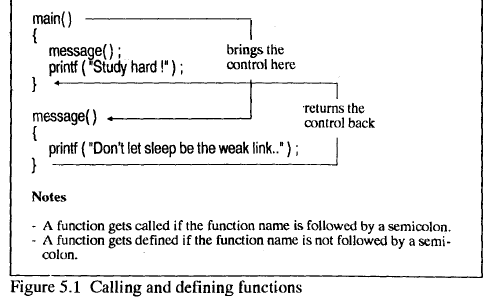 main()
{
message() ;
printf ( "Study hard !" ) ;
}
brings the
control here
returns the
control back
message()
{
printf ( "Don't let sleep be the weak link.." ) ;
}
Notes
- A function gets called if the function name is followed by a semicolon.
- A function gets defined if the function name is not followed by a semi-
colon.
Figure 5.1 Calling and defining functions